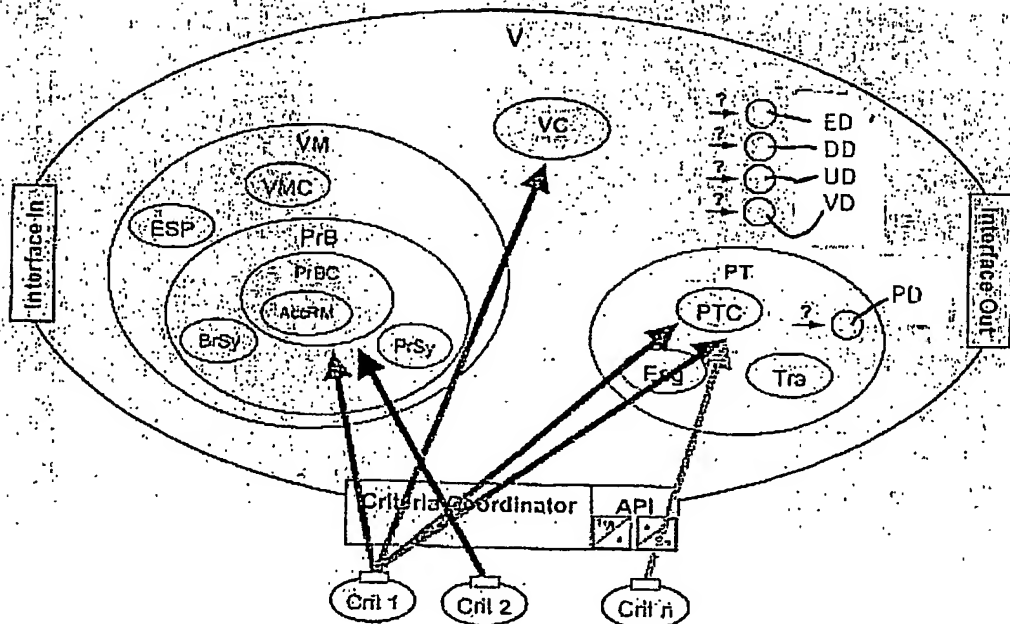 V
VC
VM
VMC
ESP
PrB
PrBC
AccRM
BrSy
PrSy
? ED
? DD
? UD
? VD
Interface In
Interface Out
PT
PTC
? PD
Eng
Tra
Criteria Coordinator
API
Crit 1
Crit 2
Crit n